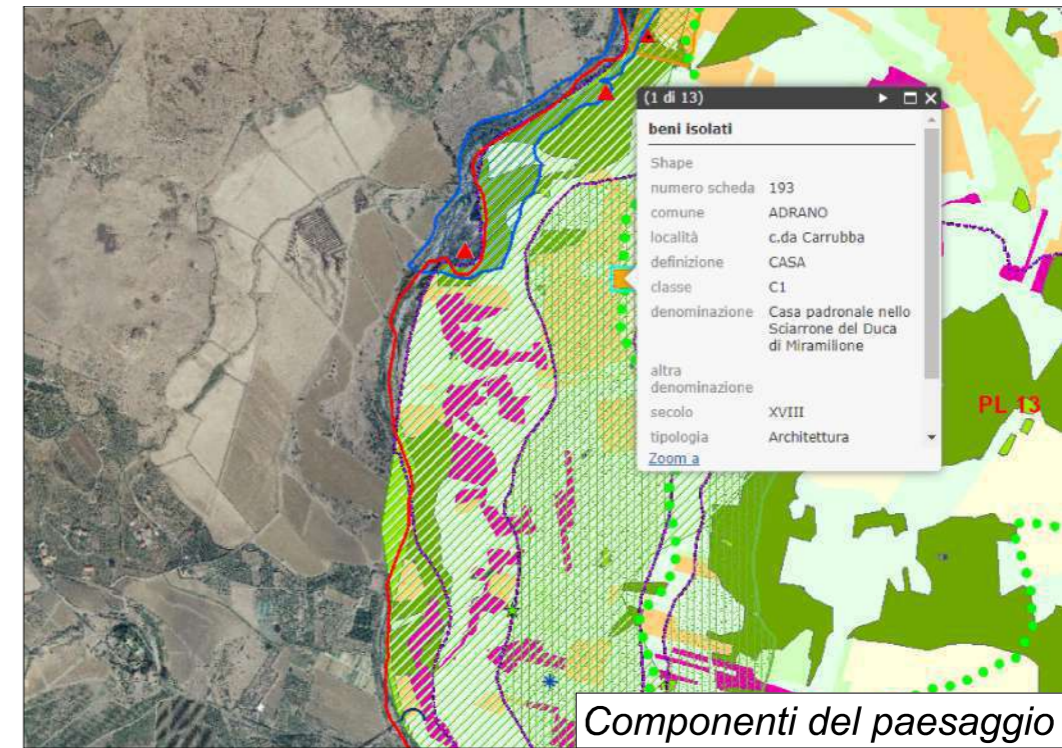 (1 di 13)
beni isolati
Shape
numero scheda 193
comune ADRANO
località c.da Carrubba
definizione CASA
classe C1
denominazione Casa padronale nello
Sciarrone del Duca
di Miramilione
altra
denominazione
secolo XVIII
tipologia Architettura
Zoom a
PL 13
Componenti del paesaggio